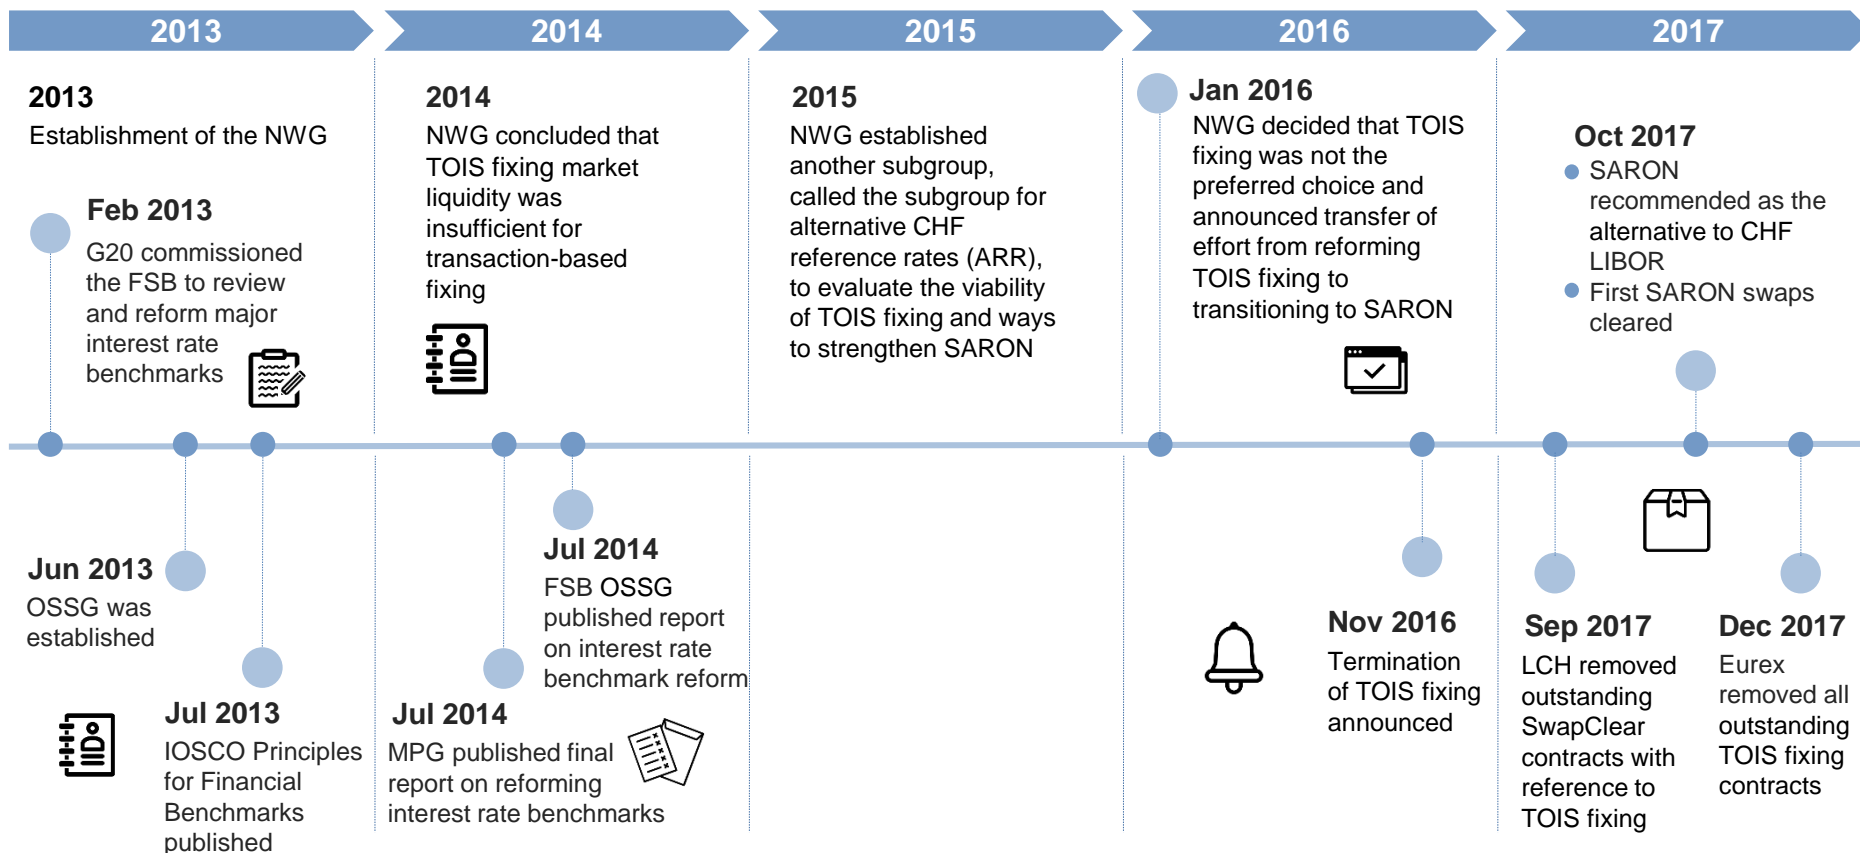 2013
2014
2015
2016
2017
2013
Establishment of the NWG
Feb 2013
G20 commissioned
the FSB to review
and reform major
interest rate
benchmarks
Jun 2013
OSSG was
established
Jul 2013
IOSCO Principles
for Financial
Benchmarks
published
2014
NWG concluded that
TOIS fixing market
liquidity was
insufficient for
transaction-based
fixing
Jul 2014
FSB OSSG
published report
on interest rate
benchmark reform
Jul 2014
MPG published final
report on reforming
interest rate benchmarks
2015
NWG established
another subgroup,
called the subgroup for
alternative CHF
reference rates (ARR),
to evaluate the viability
of TOIS fixing and ways
to strengthen SARON
Jan 2016
NWG decided that TOIS
fixing was not the
preferred choice and
announced transfer of
effort from reforming
TOIS fixing to
transitioning to SARON
Nov 2016
Termination
of TOIS fixing
announced
Oct 2017
SARON
recommended as the
alternative to CHF
LIBOR
First SARON swaps
cleared
Sep 2017
LCH removed
outstanding
SwapClear
contracts with
reference to
TOIS fixing
Dec 2017
Eurex
removed all
outstanding
TOIS fixing
contracts